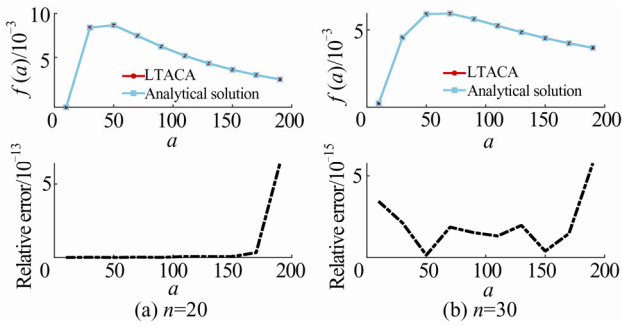 10
5
0
f (a)/10⁻³
LTACA
Analytical solution
0 50 100 150 200
a
5
0
f (a)/10⁻³
LTACA
Analytical solution
0 50 100 150 200
a
5
Relative error/10⁻¹³
0 50 100 150 200
a
(a) n=20
5
Relative error/10⁻¹⁵
0 50 100 150 200
a
(b) n=30